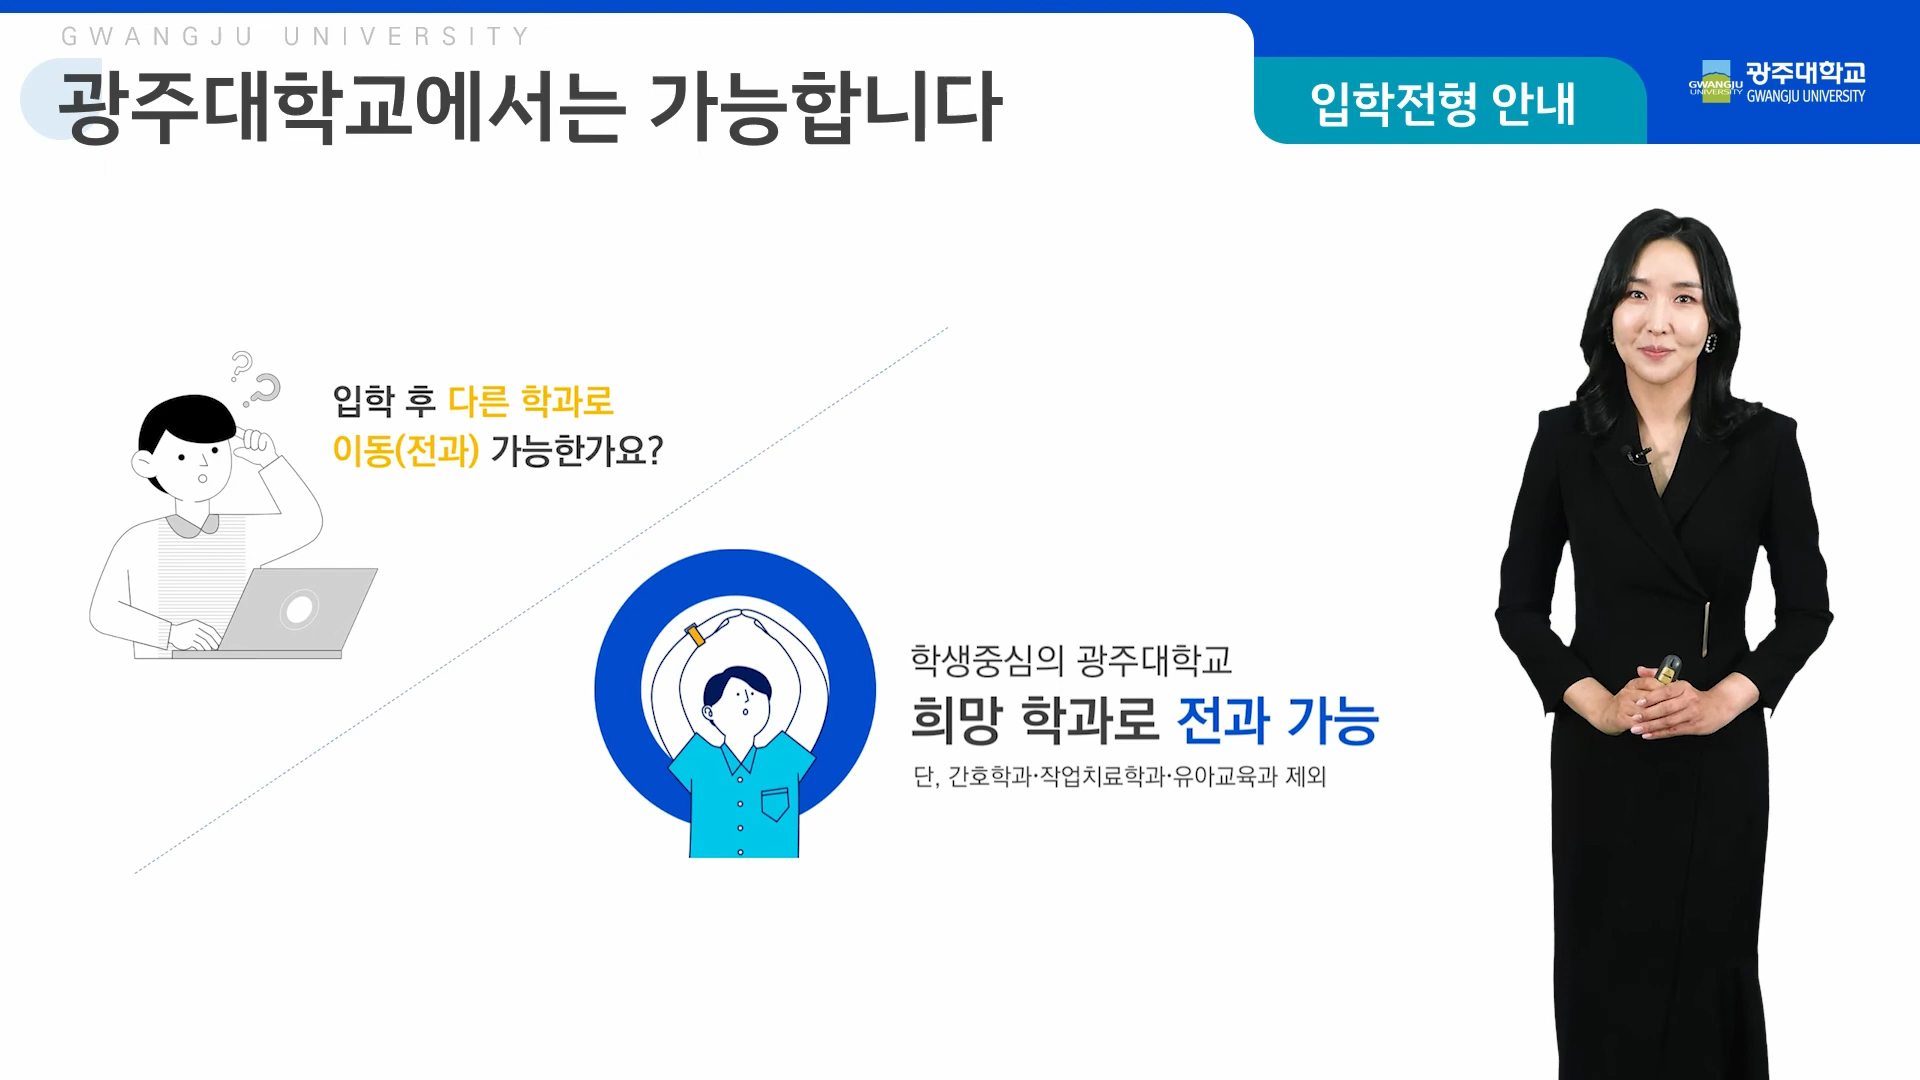 GWANGJU UNIVERSITY
광주대학교에서는 가능합니다
입학전형 안내
GWANGJU
UNIVERSITY
광주대학교
GWANGJU UNIVERSITY
입학 후 다른 학과로
이동(전과) 가능한가요?
학생중심의 광주대학교
희망 학과로 전과 가능
단, 간호학과·작업치료학과·유아교육과 제외